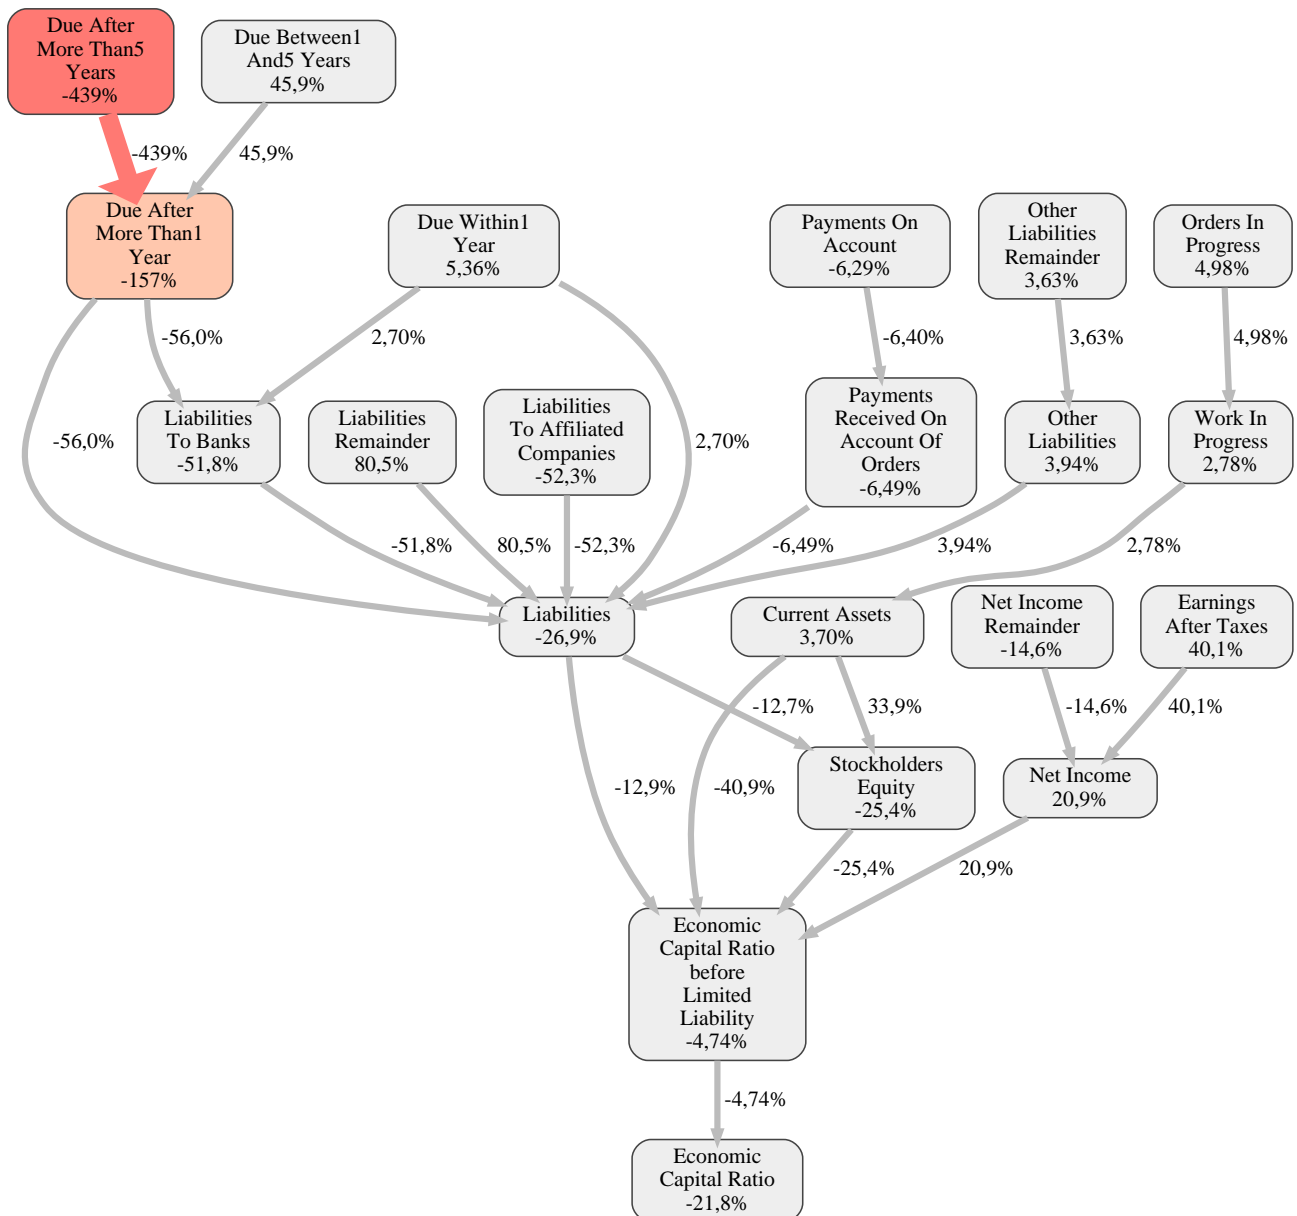 Due After
More Than5
Years
-439%
Due Between1
And5 Years
45,9%
-439%
45,9%
Due After
More Than1
Year
-157%
Due Within1
Year
5,36%
Payments On
Account
-6,29%
Other
Liabilities
Remainder
3,63%
Orders In
Progress
4,98%
-56,0%
2,70%
-6,40%
3,63%
4,98%
-56,0%
Liabilities
To Banks
-51,8%
Liabilities
Remainder
80,5%
Liabilities
To Affiliated
Companies
-52,3%
2,70%
Payments
Received On
Account Of
Orders
-6,49%
Other
Liabilities
3,94%
Work In
Progress
2,78%
-51,8%
80,5%
-52,3%
-6,49%
3,94%
2,78%
Liabilities
-26,9%
Current Assets
3,70%
Net Income
Remainder
-14,6%
Earnings
After Taxes
40,1%
-12,7%
33,9%
-14,6%
40,1%
-12,9%
-40,9%
Stockholders
Equity
-25,4%
Net Income
20,9%
-25,4%
20,9%
Economic
Capital Ratio
before
Limited
Liability
-4,74%
-4,74%
Economic
Capital Ratio
-21,8%